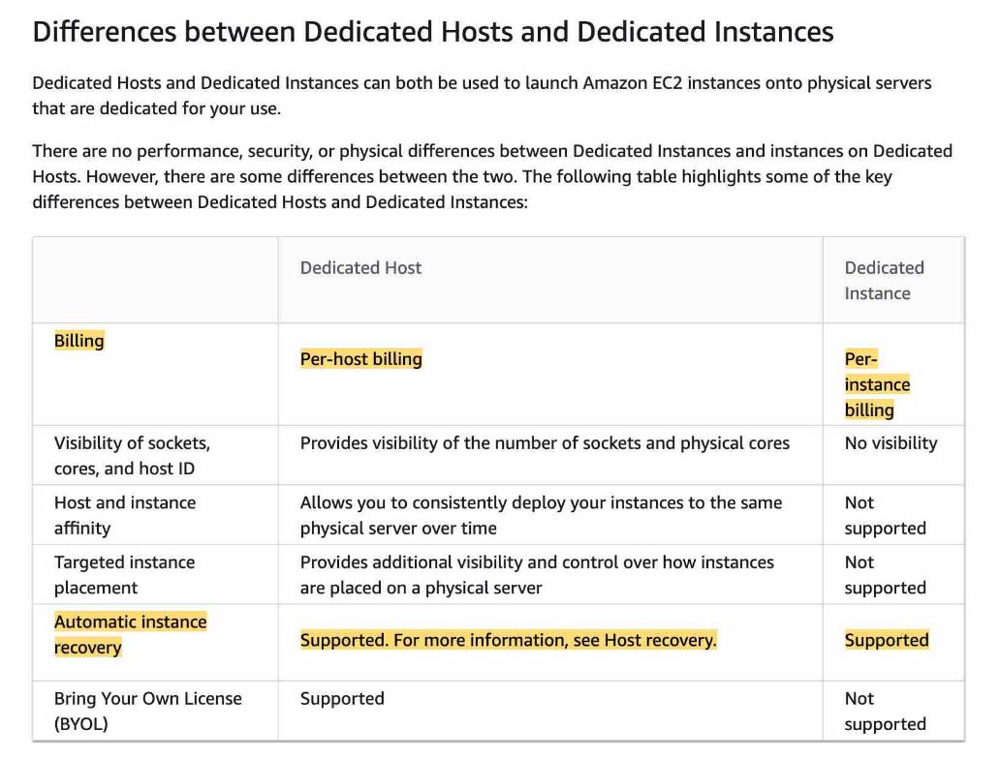 Differences between Dedicated Hosts and Dedicated Instances
Dedicated Hosts and Dedicated Instances can both be used to launch Amazon EC2 instances onto physical servers
that are dedicated for your use.
There are no performance, security, or physical differences between Dedicated Instances and instances on Dedicated
Hosts. However, there are some differences between the two. The following table highlights some of the key
differences between Dedicated Hosts and Dedicated Instances:
Dedicated Host
Dedicated
Instance
Billing
Per-host billing
Per-
instance
billing
Visibility of sockets,
cores, and host ID
Provides visibility of the number of sockets and physical cores
No visibility
Host and instance
affinity
Allows you to consistently deploy your instances to the same
physical server over time
Not
supported
Targeted instance
placement
Provides additional visibility and control over how instances
are placed on a physical server
Not
supported
Automatic instance
recovery
Supported. For more information, see Host recovery.
Supported
Bring Your Own License
(BYOL)
Supported
Not
supported